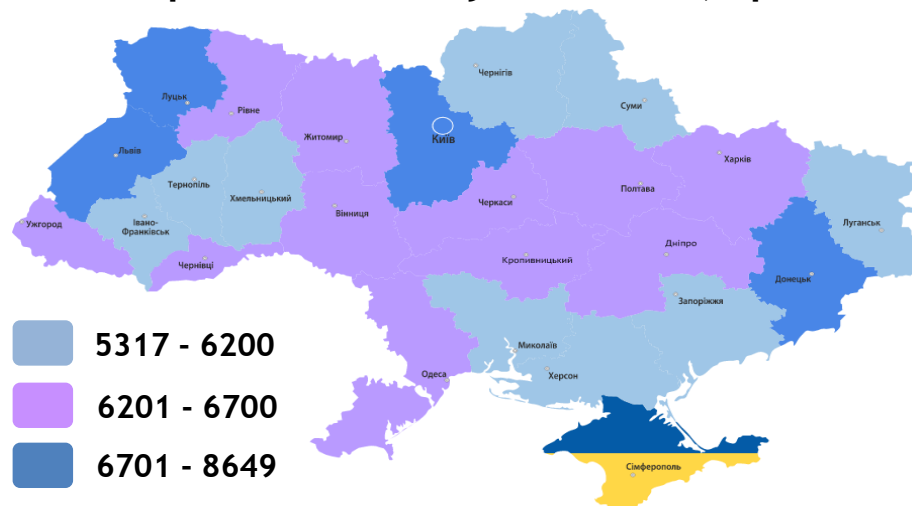 Чернігів
Луцьк
Суми
Рівне
Житомир
Київ
Львів
Харків
Тернопіль
Хмельницький
Полтава
Черкаси
Вінниця
Ужгород
Івано-
Франківськ
Луганськ
Дніпро
Чернівці
Кропивницький
Донецьк
Запоріжжя
Миколаїв
Одеса
Херсон
Сімферополь
5317 - 6200
6201 - 6700
6701 - 8649